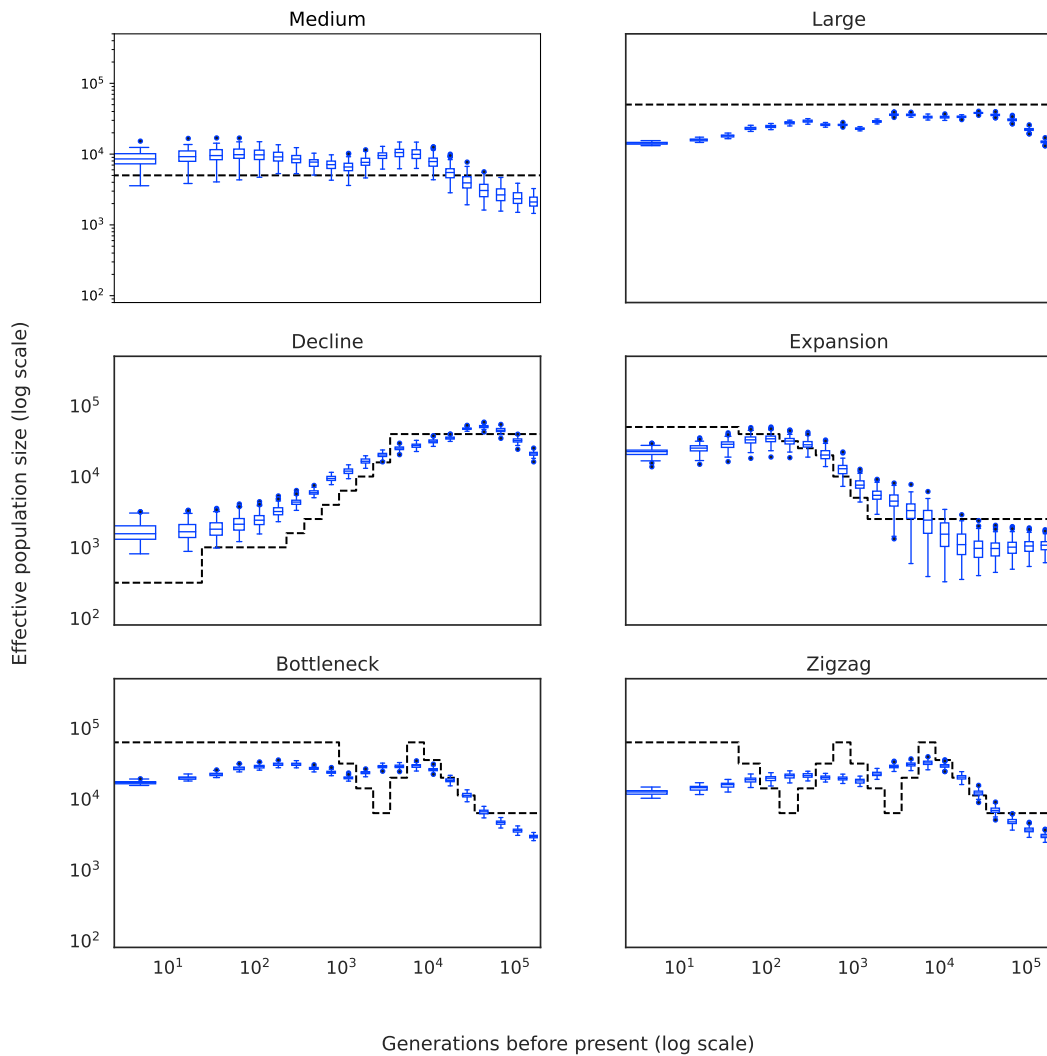 Medium
Large
10⁵
10⁴
10³
10²
Effective population size (log scale)
Decline
Expansion
10⁵
10⁴
10³
10²
Bottleneck
Zigzag
10⁵
10⁴
10³
10²
10¹ 10² 10³ 10⁴ 10⁵
10¹ 10² 10³ 10⁴ 10⁵
Generations before present (log scale)